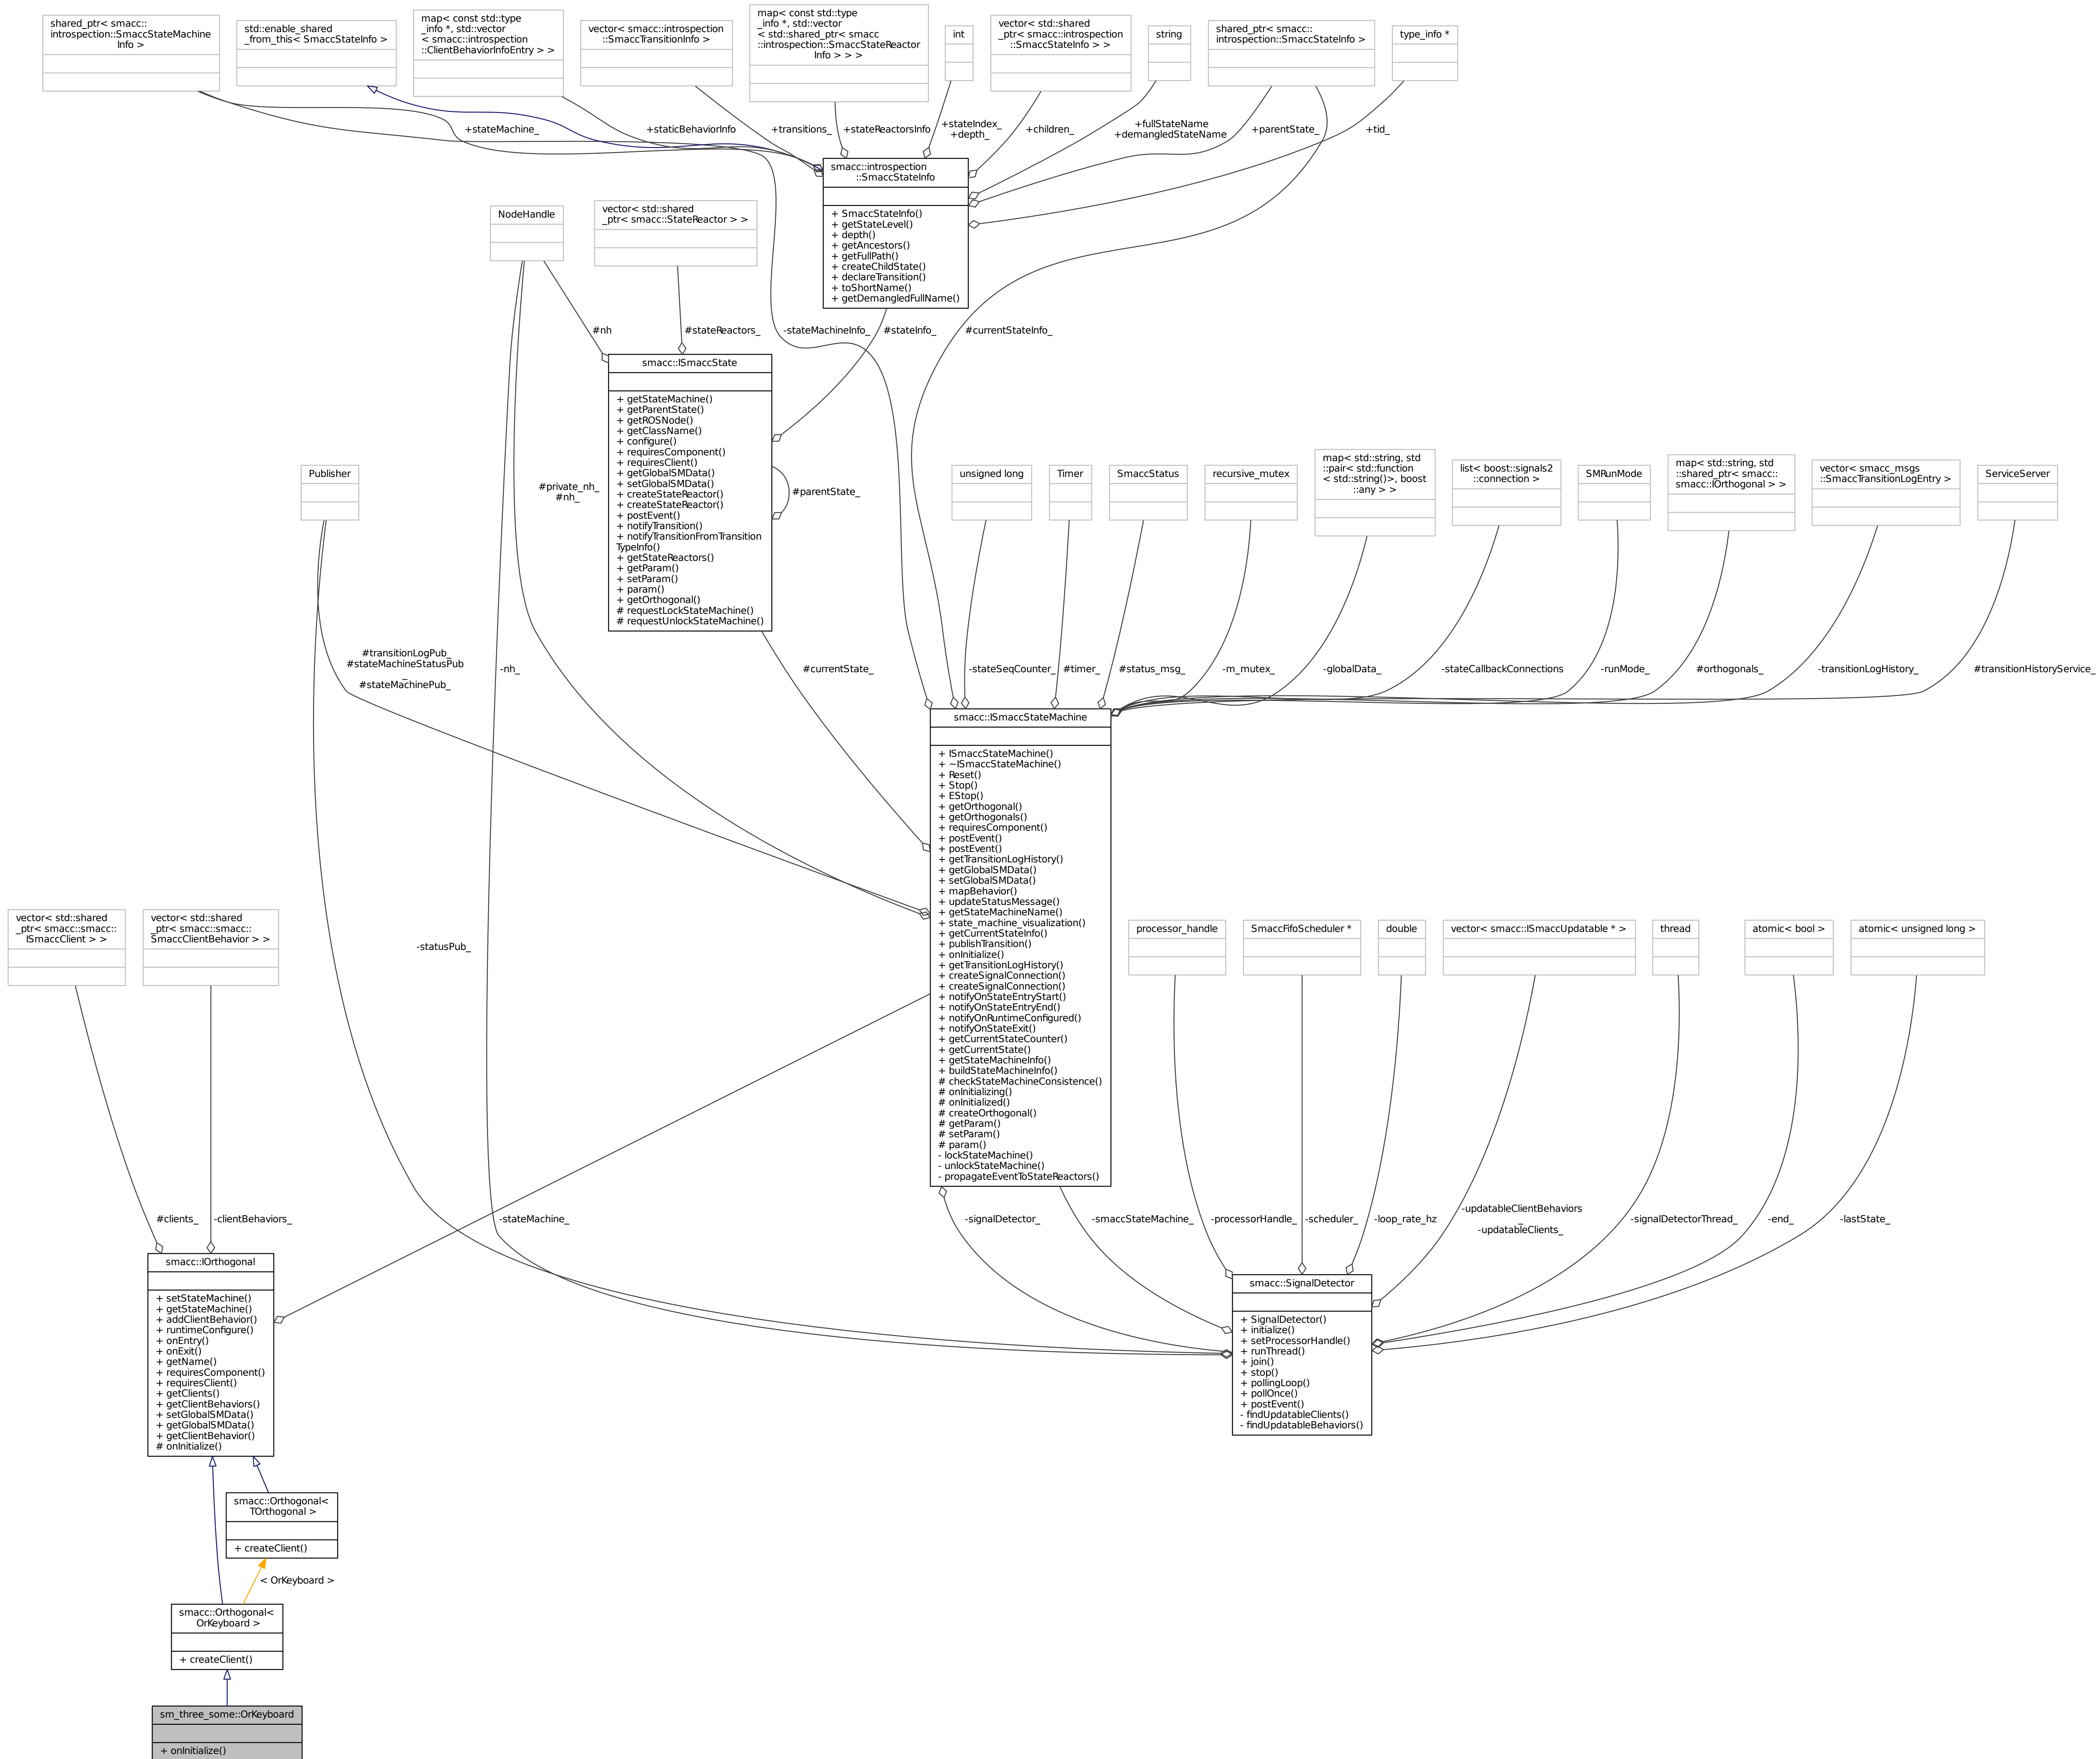 shared_ptr< smacc::
introspection::SmaccStateMachine
Info >
std::enable_shared
_from_this< SmaccStateInfo >
map< const std::type
_info *, std::vector
< smacc::introspection
::ClientBehaviorInfoEntry > >
vector< smacc::introspection
::SmaccTransitionInfo >
map< const std::type
_info *, std::vector
< std::shared_ptr< smacc
::introspection::SmaccStateReactor
Info > > >
int
vector< std::shared
_ptr< smacc::introspection
::SmaccStateInfo > >
string
shared_ptr< smacc::
introspection::SmaccStateInfo >
type_info *
+stateMachine_
+staticBehaviorInfo
+transitions_
+stateReactorsInfo
+stateIndex_
+depth_
+children_
+fullStateName
+demangledStateName
+parentState_
+tid_
smacc::introspection
::SmaccStateInfo
+ SmaccStateInfo()
+ getStateLevel()
+ depth()
+ getAncestors()
+ getFullPath()
+ createChildState()
+ declareTransition()
+ toShortName()
+ getDemangledFullName()
NodeHandle
vector< std::shared
_ptr< smacc::StateReactor > >
#nh
#stateReactors_
-stateMachineInfo_
#stateInfo_
#currentStateInfo_
smacc::ISmaccState
+ getStateMachine()
+ getParentState()
+ getROSNode()
+ getClassName()
+ configure()
+ requiresComponent()
+ requiresClient()
+ getGlobalSMData()
+ setGlobalSMData()
+ createStateReactor()
+ createStateReactor()
+ postEvent()
+ notifyTransition()
+ notifyTransitionFromTransition
TypeInfo()
+ getStateReactors()
+ getParam()
+ setParam()
+ param()
+ getOrthogonal()
# requestLockStateMachine()
# requestUnlockStateMachine()
#parentState_
Publisher
#private_nh_
#nh_
unsigned long
Timer
SmaccStatus
recursive_mutex
map< std::string, std
::pair< std::function
< std::string()>, boost
::any > >
list< boost::signals2
::connection >
SMRunMode
map< std::string, std
::shared_ptr< smacc::
smacc::IOrthogonal > >
vector< smacc_msgs
::SmaccTransitionLogEntry >
ServiceServer
#transitionLogPub_
#stateMachineStatusPub
_
#stateMachinePub_
-nh_
#currentState_
-stateSeqCounter_
#timer_
#status_msg_
-m_mutex_
-globalData_
-stateCallbackConnections
-runMode_
#orthogonals_
-transitionLogHistory_
#transitionHistoryService_
smacc::ISmaccStateMachine
+ ISmaccStateMachine()
+ ~ISmaccStateMachine()
+ Reset()
+ Stop()
+ EStop()
+ getOrthogonal()
+ getOrthogonals()
+ requiresComponent()
+ postEvent()
+ postEvent()
+ getTransitionLogHistory()
+ getGlobalSMData()
+ setGlobalSMData()
+ mapBehavior()
+ updateStatusMessage()
+ getStateMachineName()
+ state_machine_visualization()
+ getCurrentStateInfo()
+ publishTransition()
+ onInitialize()
+ getTransitionLogHistory()
+ createSignalConnection()
+ createSignalConnection()
+ notifyOnStateEntryStart()
+ notifyOnStateEntryEnd()
+ notifyOnRuntimeConfigured()
+ notifyOnStateExit()
+ getCurrentStateCounter()
+ getCurrentState()
+ getStateMachineInfo()
+ buildStateMachineInfo()
# checkStateMachineConsistence()
# onInitializing()
# onInitialized()
# createOrthogonal()
# getParam()
# setParam()
# param()
- lockStateMachine()
- unlockStateMachine()
- propagateEventToStateReactors()
vector< std::shared
_ptr< smacc::smacc::
ISmaccClient > >
vector< std::shared
_ptr< smacc::smacc::
SmaccClientBehavior > >
-statusPub_
processor_handle
SmaccFifoScheduler *
double
vector< smacc::ISmaccUpdatable * >
thread
atomic< bool >
atomic< unsigned long >
#clients_
-clientBehaviors_
-stateMachine_
-signalDetector_
-smaccStateMachine_
-processorHandle_
-scheduler_
-loop_rate_hz
-updatableClientBehaviors
_
-updatableClients_
-signalDetectorThread_
-end_
-lastState_
smacc::IOrthogonal
+ setStateMachine()
+ getStateMachine()
+ addClientBehavior()
+ runtimeConfigure()
+ onEntry()
+ onExit()
+ getName()
+ requiresComponent()
+ requiresClient()
+ getClients()
+ getClientBehaviors()
+ setGlobalSMData()
+ getGlobalSMData()
+ getClientBehavior()
# onInitialize()
smacc::SignalDetector
+ SignalDetector()
+ initialize()
+ setProcessorHandle()
+ runThread()
+ join()
+ stop()
+ pollingLoop()
+ pollOnce()
+ postEvent()
- findUpdatableClients()
- findUpdatableBehaviors()
smacc::Orthogonal<
TOrthogonal >
+ createClient()
< OrKeyboard >
smacc::Orthogonal<
OrKeyboard >
+ createClient()
sm_three_some::OrKeyboard
+ onInitialize()